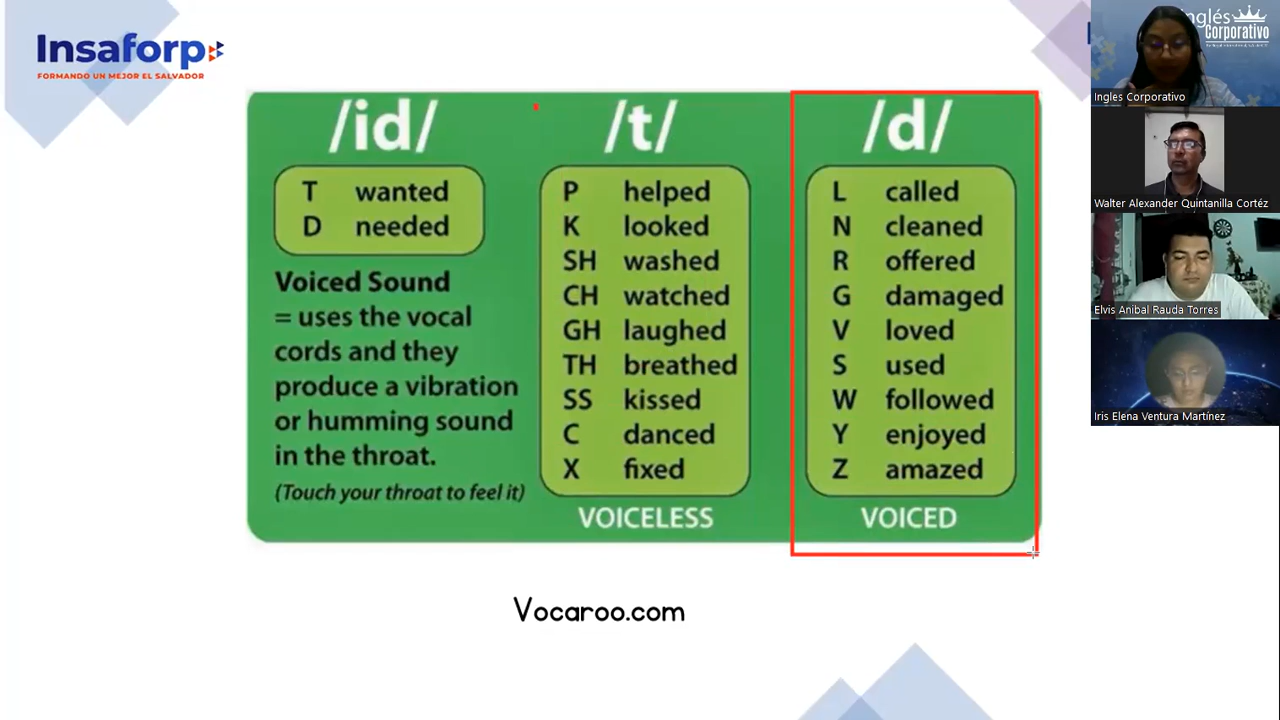 Insaforp
FORMANDO UN MEJOR EL SALVADOR
/id/
T wanted
D needed
Voiced Sound
= uses the vocal
cords and they
produce a vibration
or humming sound
in the throat.
(Touch your throat to feel it)
/t/
P helped
K looked
SH washed
CH watched
GH laughed
TH breathed
SS kissed
C danced
X fixed
VOICELESS
/d/
L called
N cleaned
R offered
G damaged
V loved
S used
W followed
Y enjoyed
Z amazed
VOICED
Vocaroo.com
inglés
Corporativo
Ingles Corporativo
Walter Alexander Quintanilla Cortéz
Elvis Anibal Rauda Torres
Iris Elena Ventura Martínez